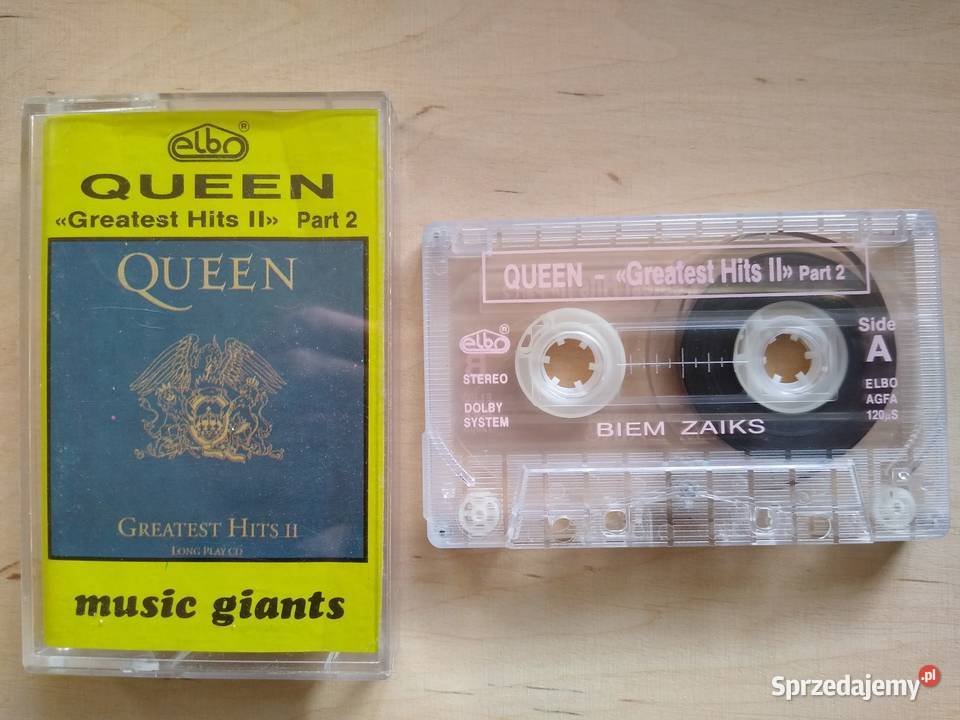 elbo ®
QUEEN
«Greatest Hits II» Part 2
QUEEN
GREATEST HITS II
LONG PLAY CD
music giants
QUEEN – «Greatest Hits II» Part 2
elbo ®
STEREO
DOLBY
SYSTEM
Side
A
ELBO
AGFA
120µS
BIEM ZAIKS
Sprzedajemy.pl